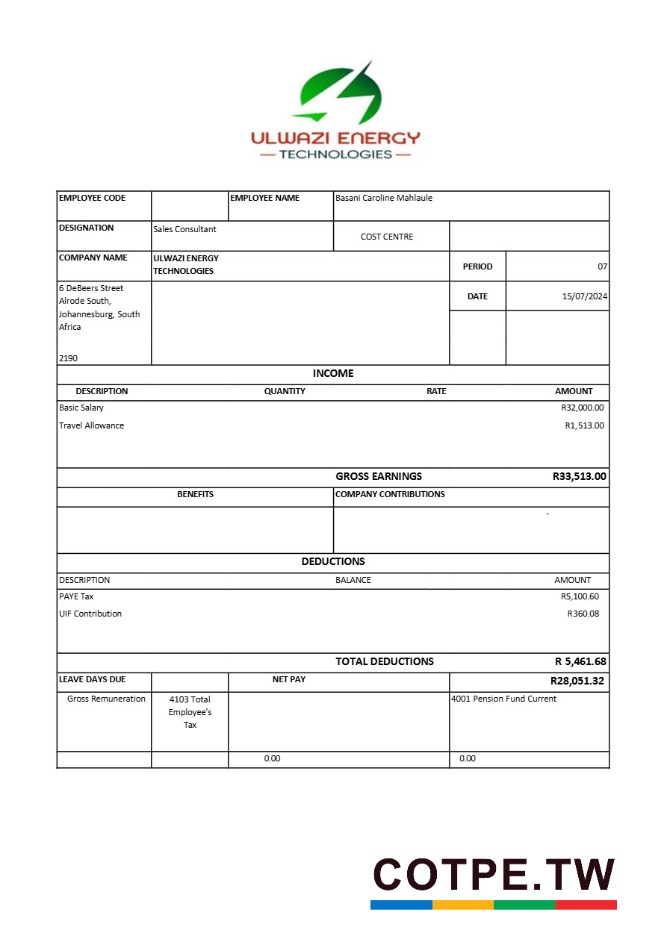 ULWAZI ENERGY
TECHNOLOGIES
EMPLOYEE CODE EMPLOYEE NAME Basani Caroline Mahlaule
DESIGNATION Sales Consultant COST CENTRE
COMPANY NAME ULWAZI ENERGY TECHNOLOGIES PERIOD 07
6 DeBeers Street DATE 15/07/2024
Alrode South,
Johannesburg, South
Africa
2190
INCOME
DESCRIPTION QUANTITY RATE AMOUNT
Basic Salary R32,000.00
Travel Allowance R1,513.00
GROSS EARNINGS R33,513.00
BENEFITS COMPANY CONTRIBUTIONS
-
DEDUCTIONS
DESCRIPTION BALANCE AMOUNT
PAYE Tax R5,100.60
UIF Contribution R360.08
TOTAL DEDUCTIONS R 5,461.68
LEAVE DAYS DUE NET PAY R28,051.32
Gross Remuneration 4103 Total Employee's Tax 4001 Pension Fund Current
0.00 0.00
COTPE.TW